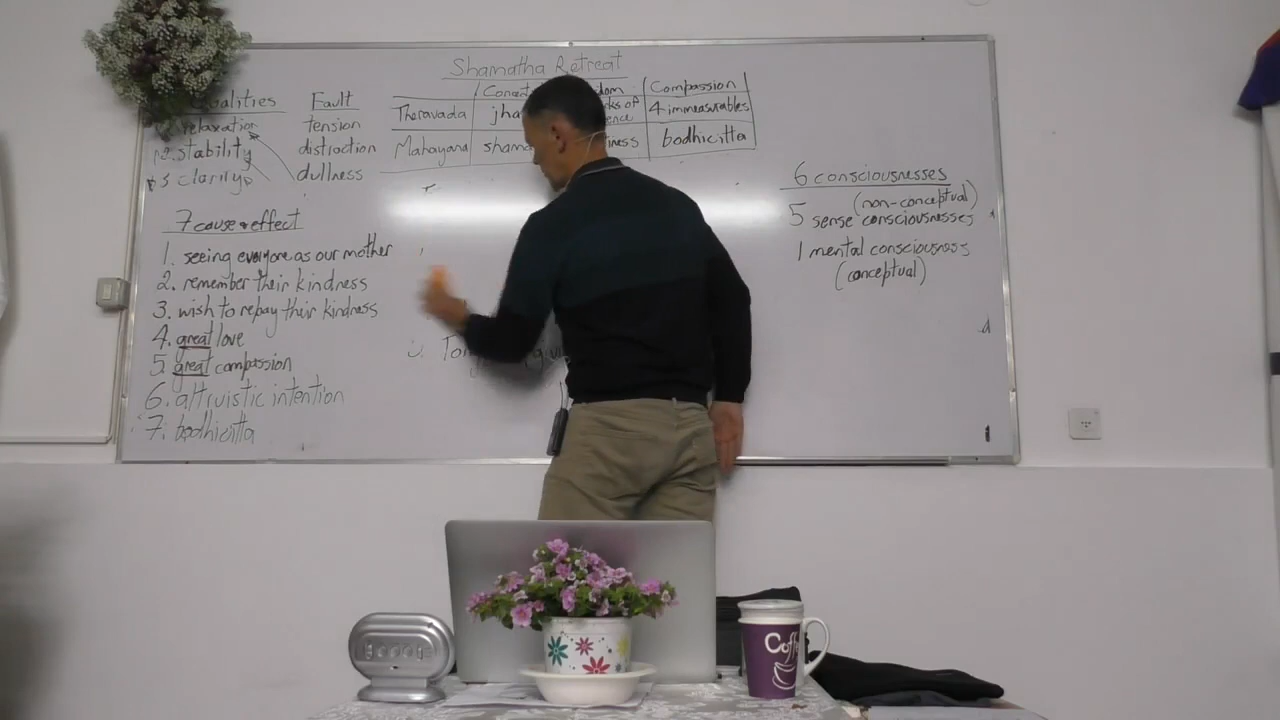 Shamatha Retreat
Compassion
Theravada 4 immeasurables
Mahayana bodhicitta
Fault
relaxation tension
2. stability distraction
3 clarity dullness
7 cause & effect
1. seeing everyone as our mother
2. remember their kindness
3. wish to repay their kindness
4. great love
5. great compassion
6. altruistic intention
7. bodhicitta
6 consciousnesses
(non-conceptual)
5 sense consciousnesses
1 mental consciousness
(conceptual)